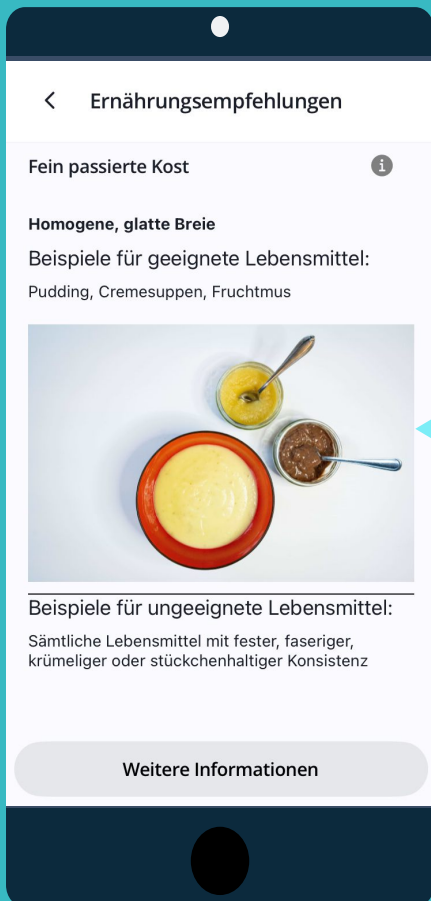 Ernährungsempfehlungen
Fein passierte Kost
i
Homogene, glatte Breie
Beispiele für geeignete Lebensmittel:
Pudding, Cremesuppen, Fruchtmus
Beispiele für ungeeignete Lebensmittel:
Sämtliche Lebensmittel mit fester, faseriger,
krümeliger oder stückchenhaltiger Konsistenz
Weitere Informationen